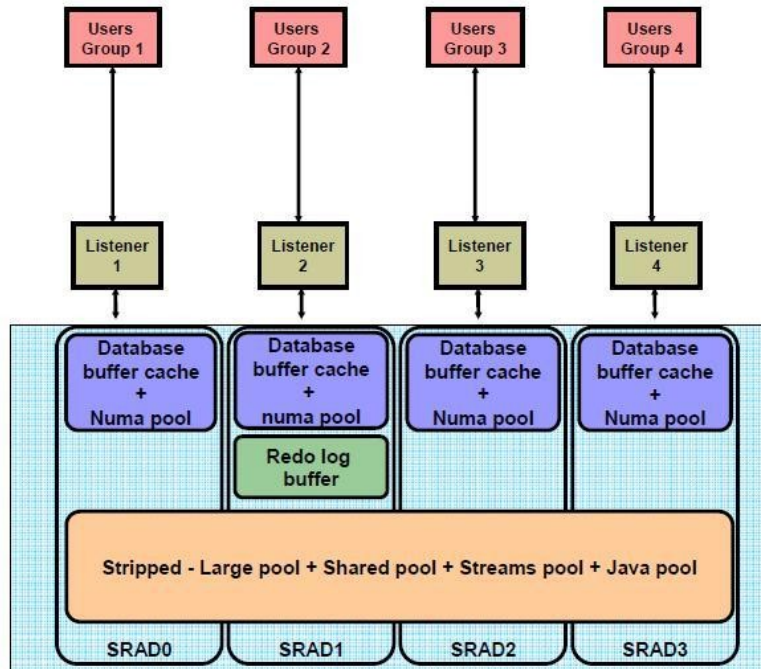 Users
Group 1
Users
Group 2
Users
Group 3
Users
Group 4
Listener
1
Listener
2
Listener
3
Listener
4
Database
buffer cache
+
Numa pool
Database
buffer cache
+
numa pool
Database
buffer cache
+
Numa pool
Database
buffer cache
+
Numa pool
Redo log
buffer
Stripped - Large pool + Shared pool + Streams pool + Java pool
SRAD0
SRAD1
SRAD2
SRAD3